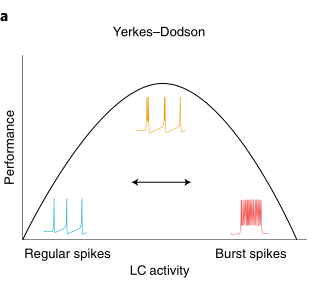 a
Yerkes–Dodson
Performance
Regular spikes
Burst spikes
LC activity